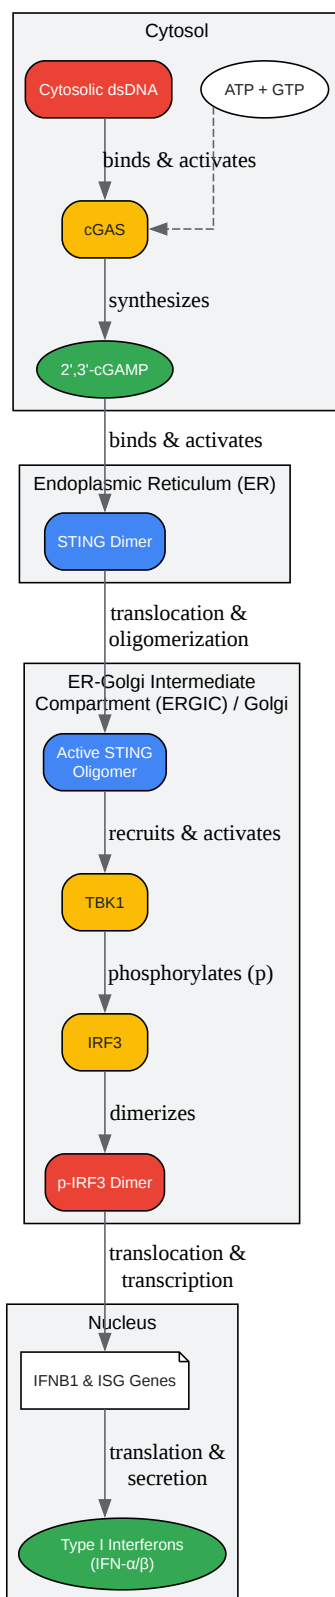 Cytosol
Cytosolic dsDNA
ATP + GTP
binds & activates
cGAS
synthesizes
2',3'-cGAMP
binds & activates
Endoplasmic Reticulum (ER)
STING Dimer
translocation &
oligomerization
ER-Golgi Intermediate
Compartment (ERGIC) / Golgi
Active STING
Oligomer
recruits & activates
TBK1
phosphorylates (p)
IRF3
dimerizes
p-IRF3 Dimer
translocation &
transcription
Nucleus
IFNB1 & ISG Genes
translation &
secretion
Type I Interferons
(IFN-α/β)